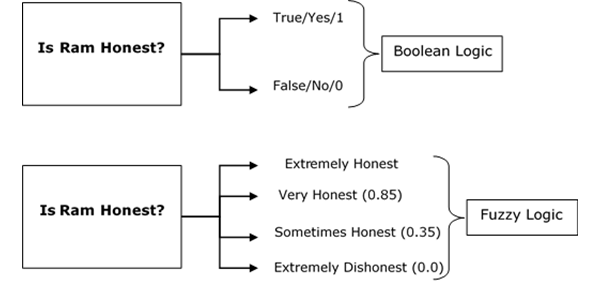 Is Ram Honest?
True/Yes/1
False/No/0
Boolean Logic
Is Ram Honest?
Extremely Honest
Very Honest (0.85)
Sometimes Honest (0.35)
Extremely Dishonest (0.0)
Fuzzy Logic